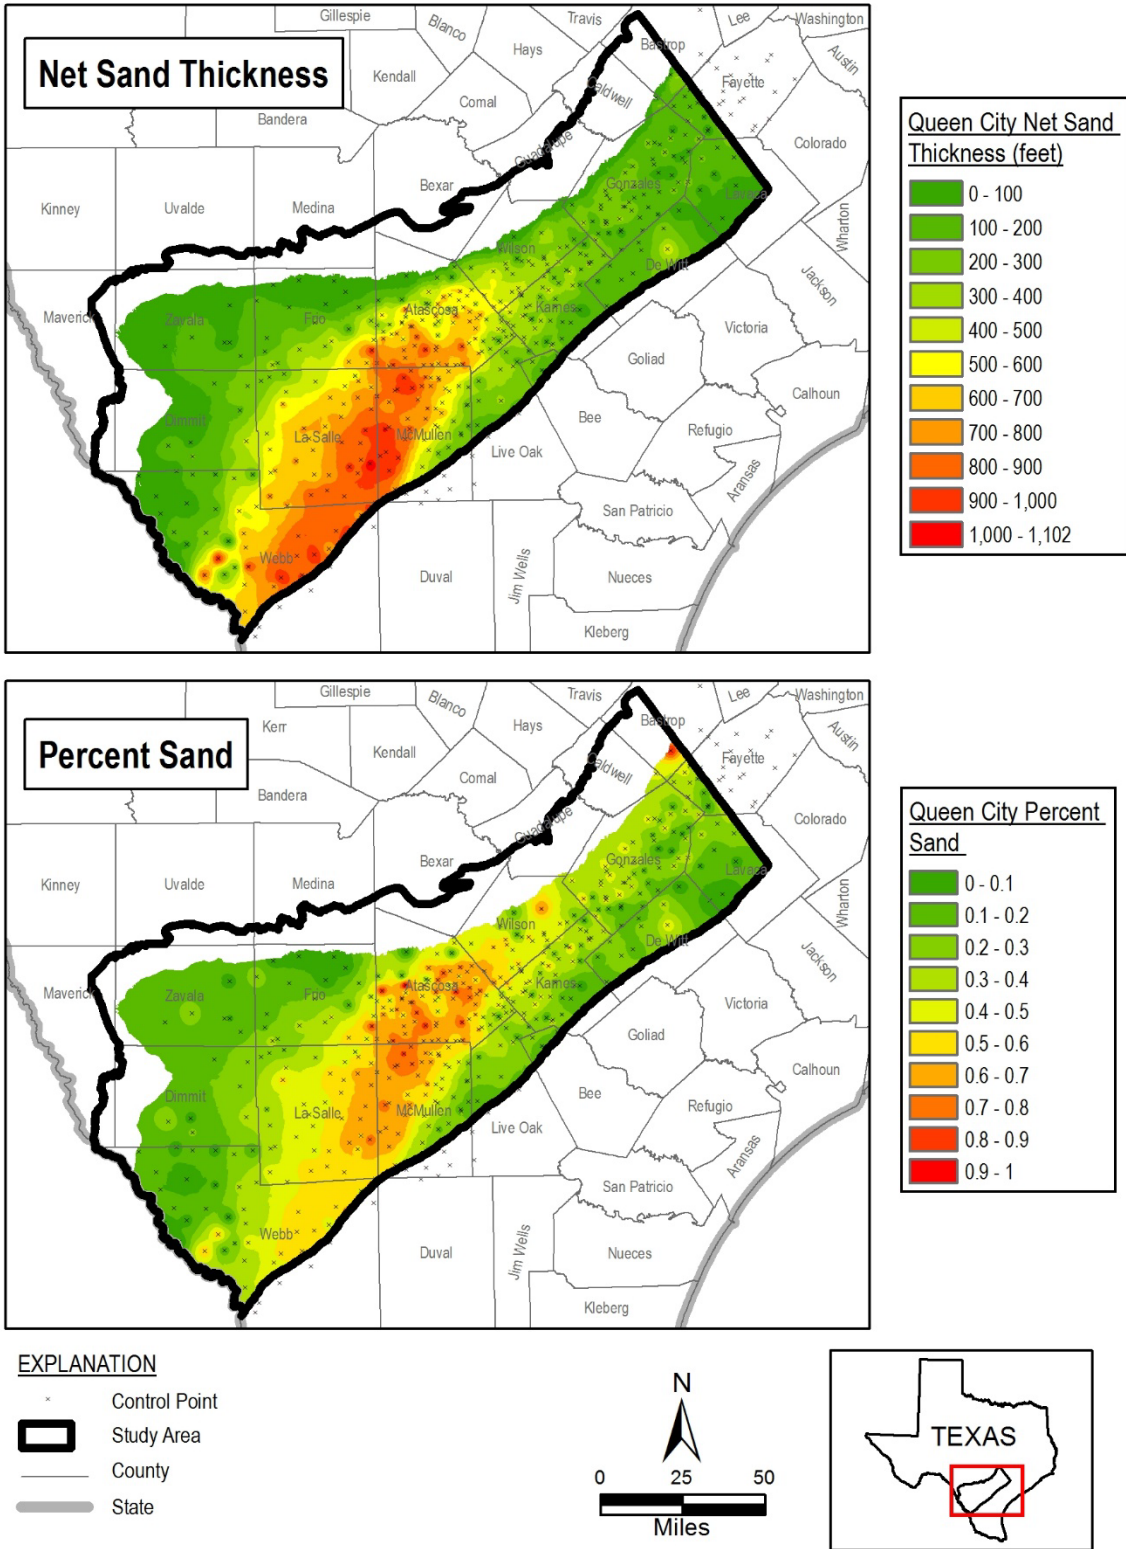 Net Sand Thickness
Gillespie
Blanco
Travis
Lee
Washington
Hays
Bastrop
Austin
Kendall
Fayette
Comal
Caldwell
Bandera
Guadalupe
Colorado
Bexar
Gonzales
Lavaca
Kinney
Uvalde
Medina
Wharton
Wilson
De Witt
Jackson
Maverick
Zavala
Frio
Atascosa
Karnes
Victoria
Goliad
Calhoun
Dimmit
Bee
Refugio
La Salle
McMullen
Live Oak
Aransas
San Patricio
Webb
Duval
Jim Wells
Nueces
Kleberg
Queen City Net Sand
Thickness (feet)
0 - 100
100 - 200
200 - 300
300 - 400
400 - 500
500 - 600
600 - 700
700 - 800
800 - 900
900 - 1,000
1,000 - 1,102
Percent Sand
Gillespie
Blanco
Travis
Lee
Washington
Kerr
Hays
Bastrop
Austin
Kendall
Fayette
Comal
Caldwell
Bandera
Guadalupe
Colorado
Bexar
Gonzales
Lavaca
Kinney
Uvalde
Medina
Wharton
Wilson
De Witt
Jackson
Maverick
Zavala
Frio
Atascosa
Karnes
Victoria
Goliad
Calhoun
Dimmit
Bee
Refugio
La Salle
McMullen
Live Oak
Aransas
San Patricio
Webb
Duval
Jim Wells
Nueces
Kleberg
Queen City Percent
Sand
0 - 0.1
0.1 - 0.2
0.2 - 0.3
0.3 - 0.4
0.4 - 0.5
0.5 - 0.6
0.6 - 0.7
0.7 - 0.8
0.8 - 0.9
0.9 - 1
EXPLANATION
Control Point
Study Area
County
State
N
0 25 50
Miles
TEXAS